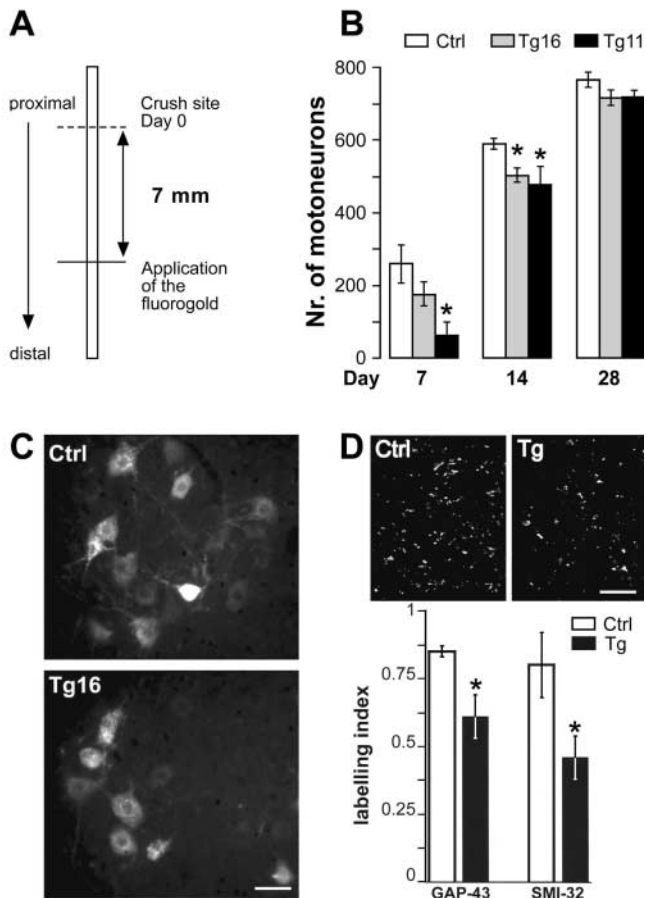 A
proximal
Crush site
Day 0
7 mm
Application
of the
fluorogold
distal
B
Ctrl Tg16 Tg11
Nr. of motoneurons
800
600
400
200
0
* *
*
Day 7 14 28
C
Ctrl
Tg16
D
Ctrl Tg
Ctrl
Tg
labelling index
1
0.75
0.5
0.25
0
*
*
GAP-43 SMI-32